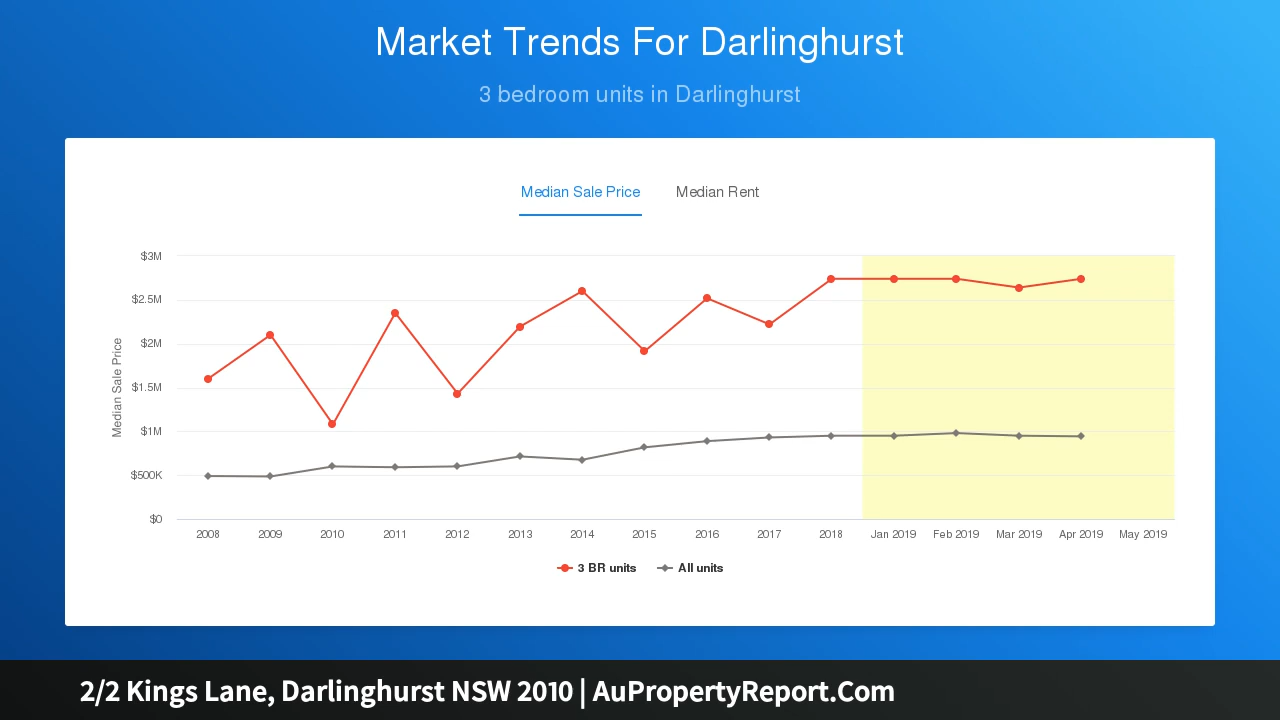 Market Trends For Darlinghurst
3 bedroom units in Darlinghurst
Median Sale Price Median Rent
Median Sale Price
$3M
$2.5M
$2M
$1.5M
$1M
$500K
$0
2008 2009 2010 2011 2012 2013 2014 2015 2016 2017 2018 Jan 2019 Feb 2019 Mar 2019 Apr 2019 May 2019
3 BR units All units
2/2 Kings Lane, Darlinghurst NSW 2010 | AuPropertyReport.Com